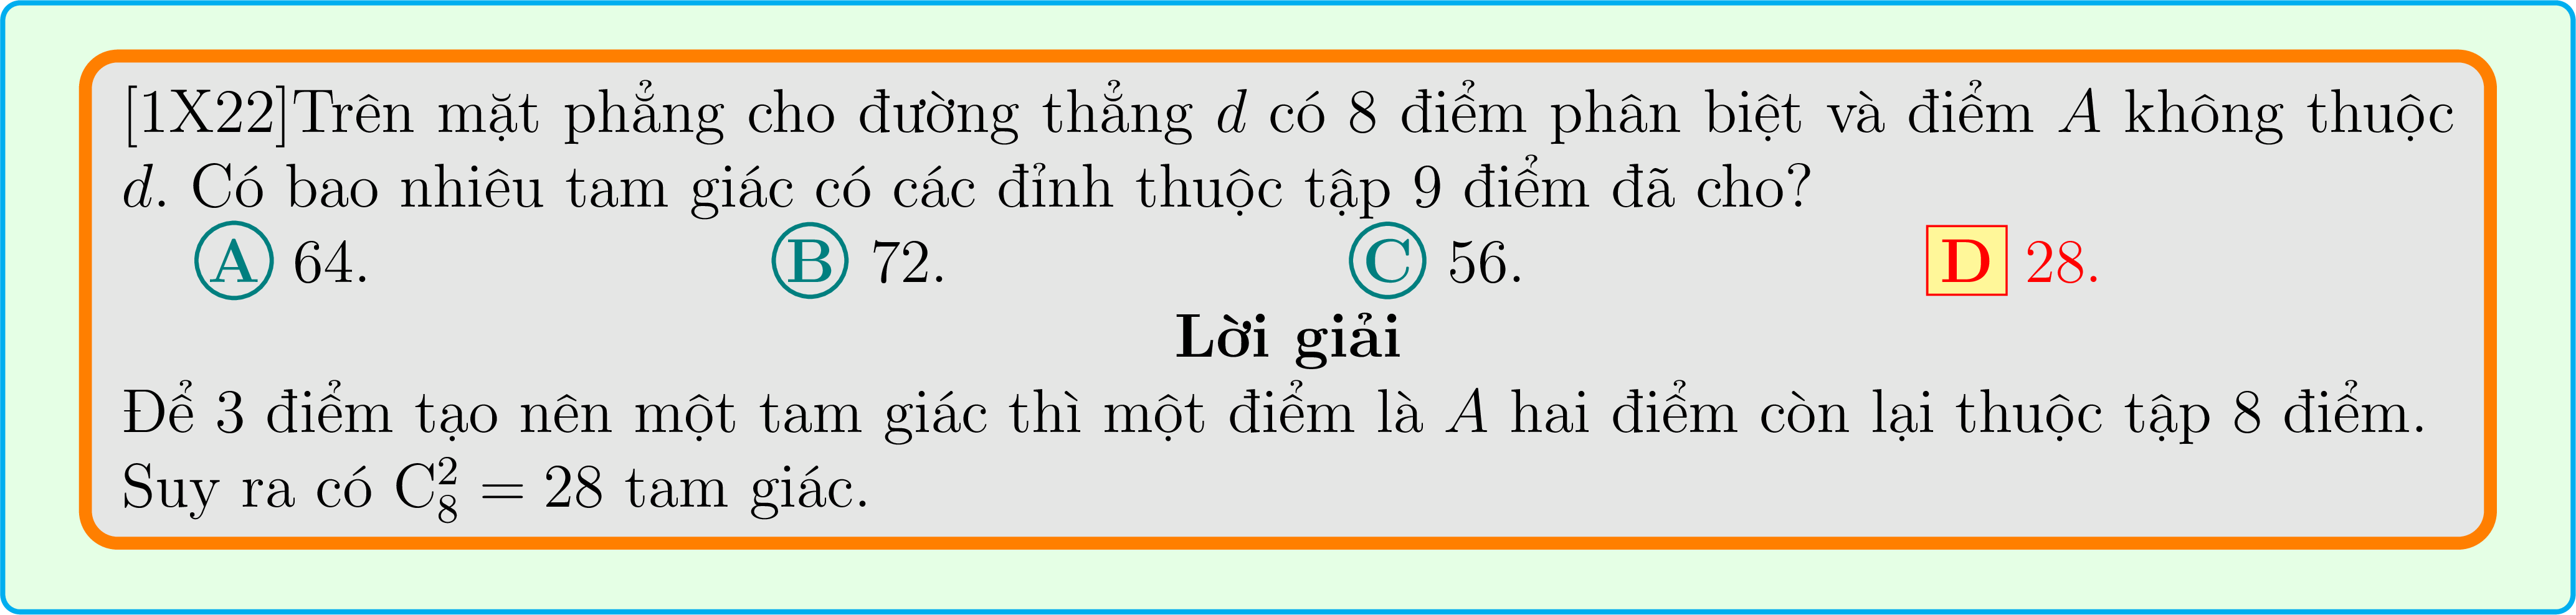 [1X22]Trên mặt phẳng cho đường thẳng d có 8 điểm phân biệt và điểm A không thuộc
d. Có bao nhiêu tam giác có các đỉnh thuộc tập 9 điểm đã cho?
A 64. B 72. C 56. D 28.
Lời giải
Để 3 điểm tạo nên một tam giác thì một điểm là A hai điểm còn lại thuộc tập 8 điểm.
Suy ra có C_8^2 = 28 tam giác.